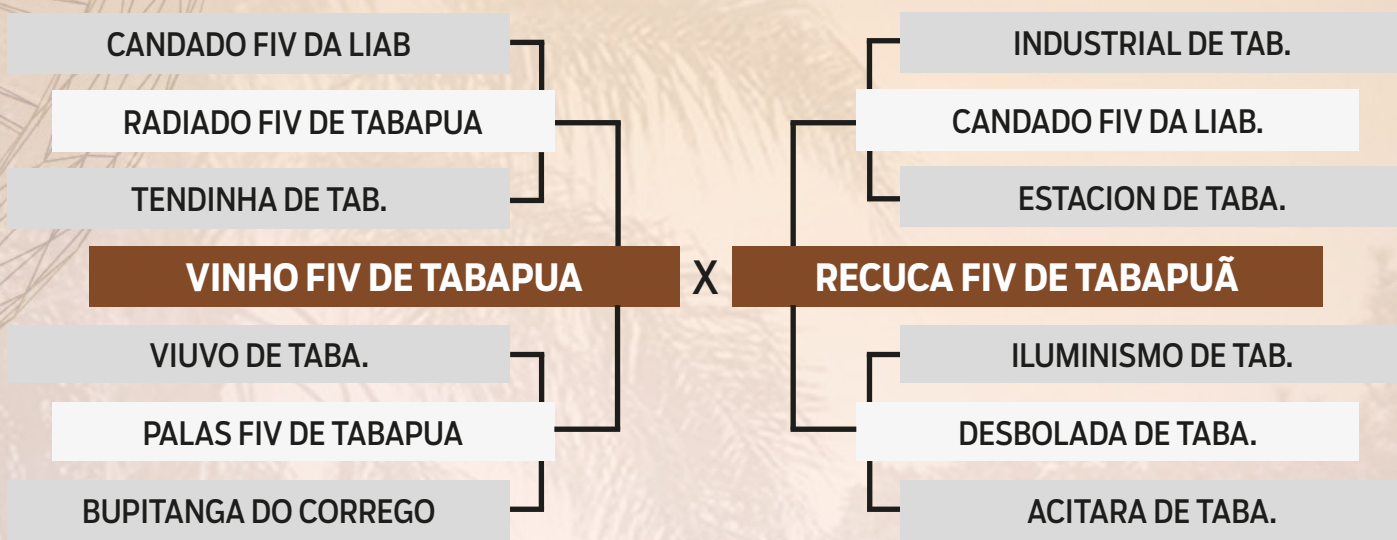 CANDADO FIV DA LIAB
INDUSTRIAL DE TAB.
RADIADO FIV DE TABAPUA
CANDADO FIV DA LIAB.
TENDINHA DE TAB.
ESTACION DE TABA.
VINHO FIV DE TABAPUA X RECUCA FIV DE TABAPUÃ
VIUVO DE TABA.
ILUMINISMO DE TAB.
PALAS FIV DE TABAPUA
DESBOLADA DE TABA.
BUPITANGA DO CORREGO
ACITARA DE TABA.